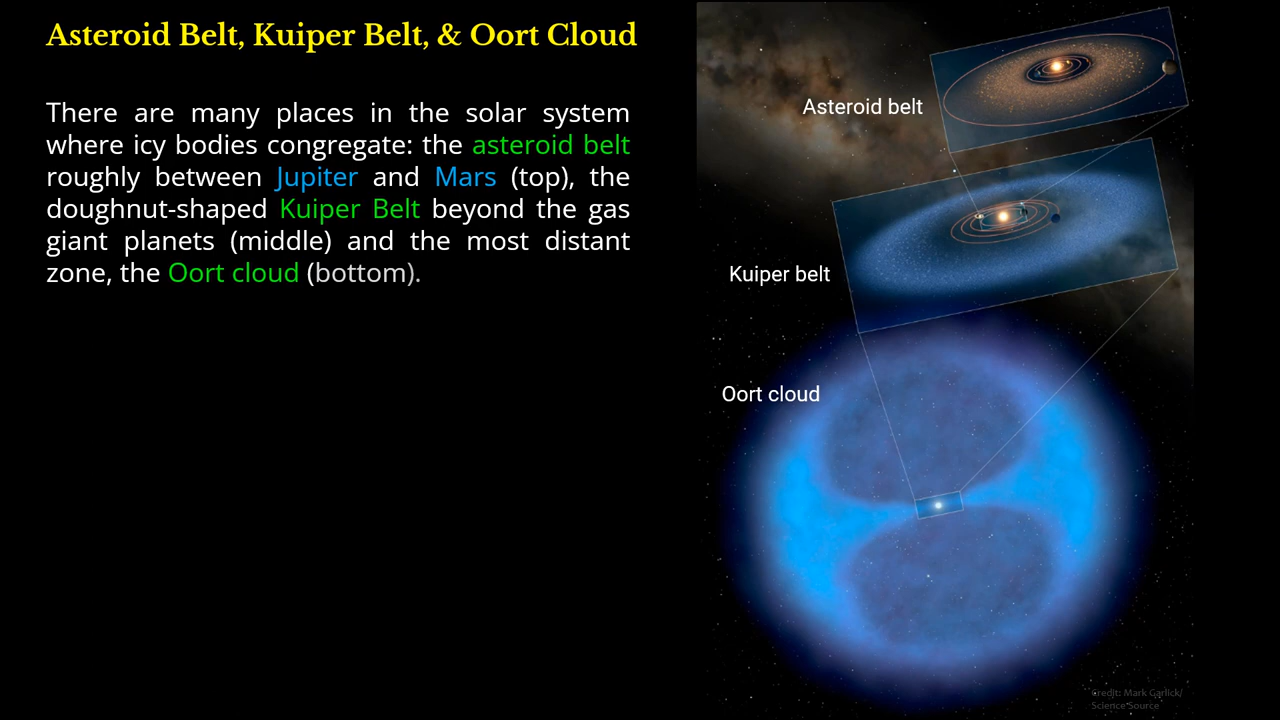 Asteroid Belt, Kuiper Belt, & Oort Cloud
There are many places in the solar system
where icy bodies congregate: the asteroid belt
roughly between Jupiter and Mars (top), the
doughnut-shaped Kuiper Belt beyond the gas
giant planets (middle) and the most distant
zone, the Oort cloud (bottom).
Asteroid belt
Kuiper belt
Oort cloud
Credit: Mark Garlick/
Science Source